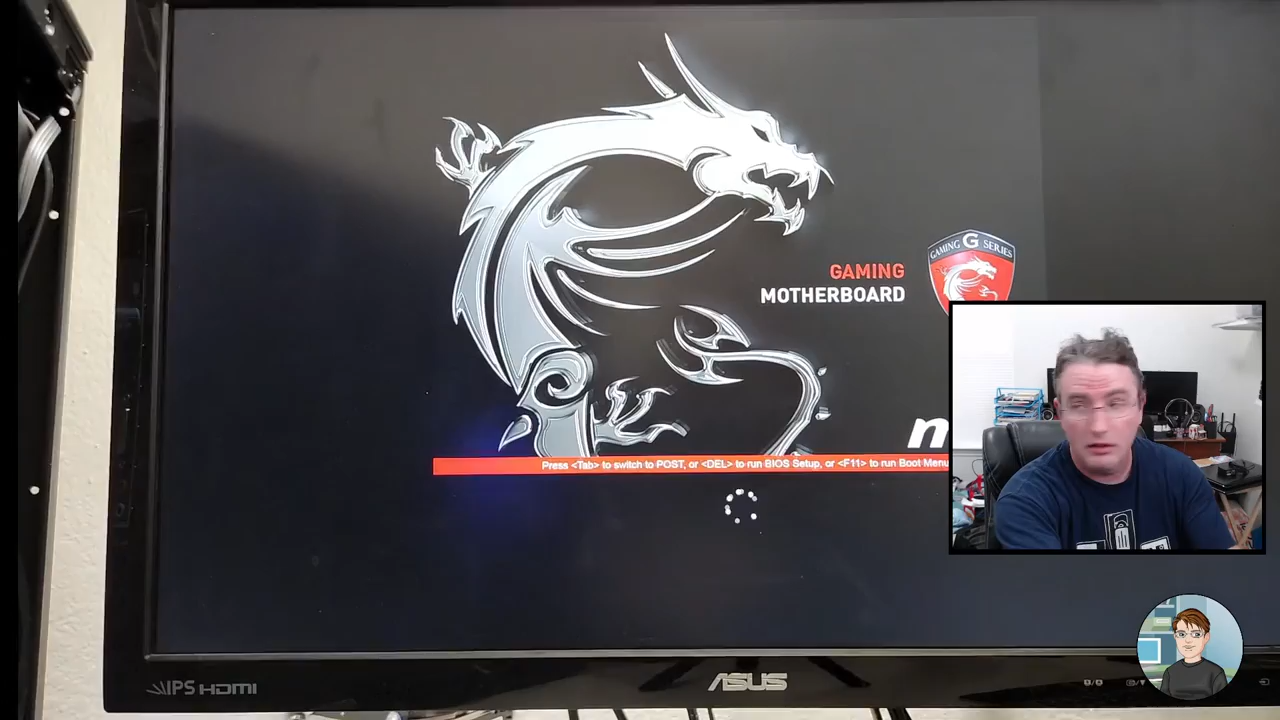 GAMING G SERIES
GAMING
MOTHERBOARD
Press <Tab> to switch to POST, or <DEL> to run BIOS Setup, or <F11> to run Boot Menu
IPS HDMI
ASUS